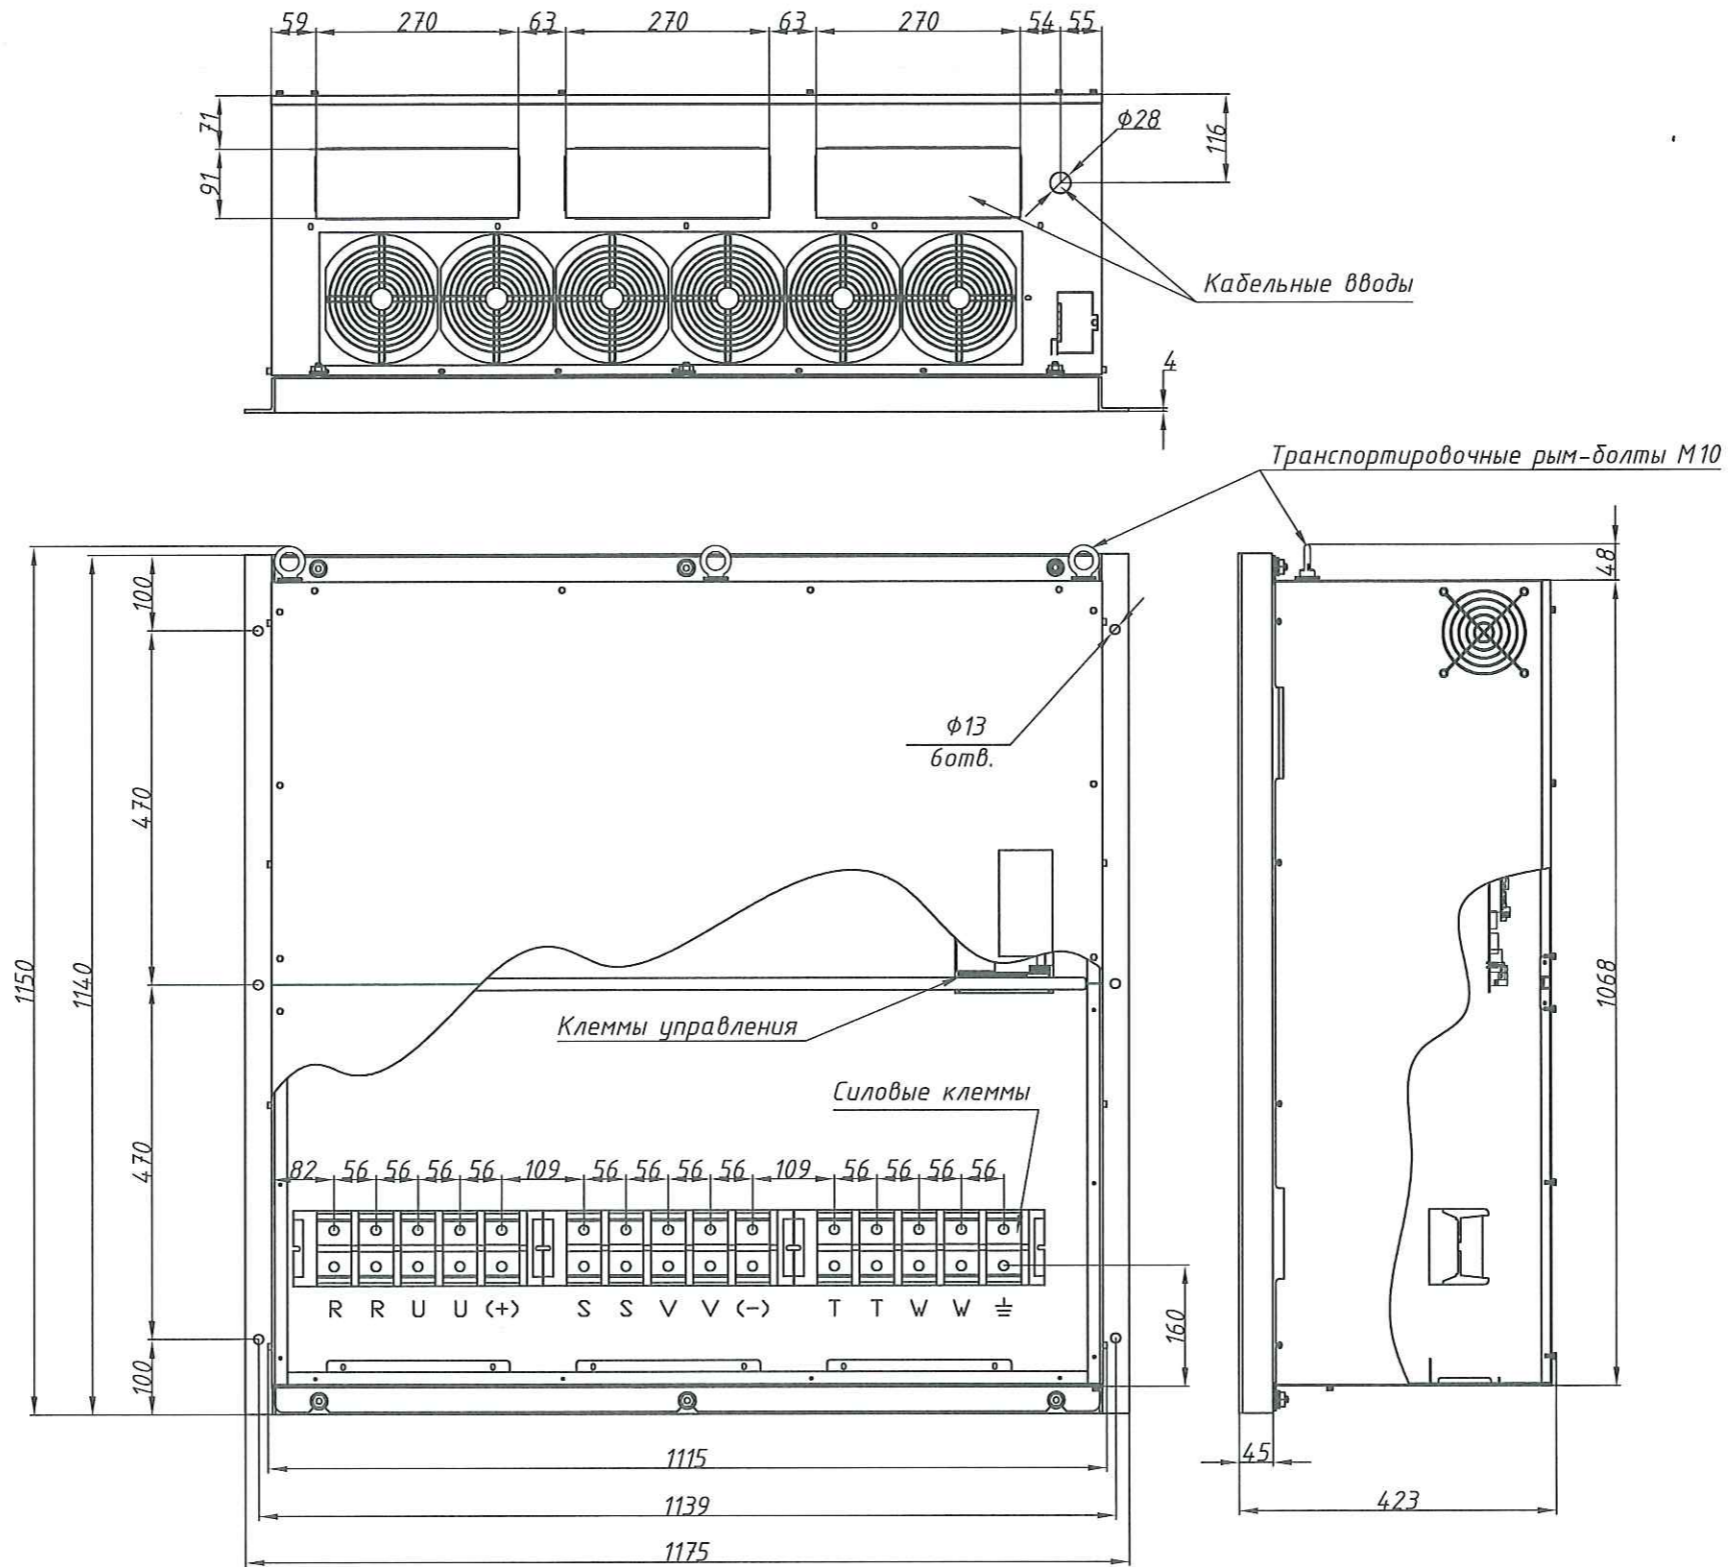 59 270 63 270 63 270 54 55
71
91
ϕ28
116
Кабельные вводы
4
Транспортировочные рым-болты М10
1150
1140
100
470
470
100
ϕ13
6отв.
48
1068
Клеммы управления
Силовые клеммы
82 56 56 56 56 109 56 56 56 56 109 56 56 56 56
R R U U (+) S S V V (-) T T W W
160
1115
1139
1175
45
423